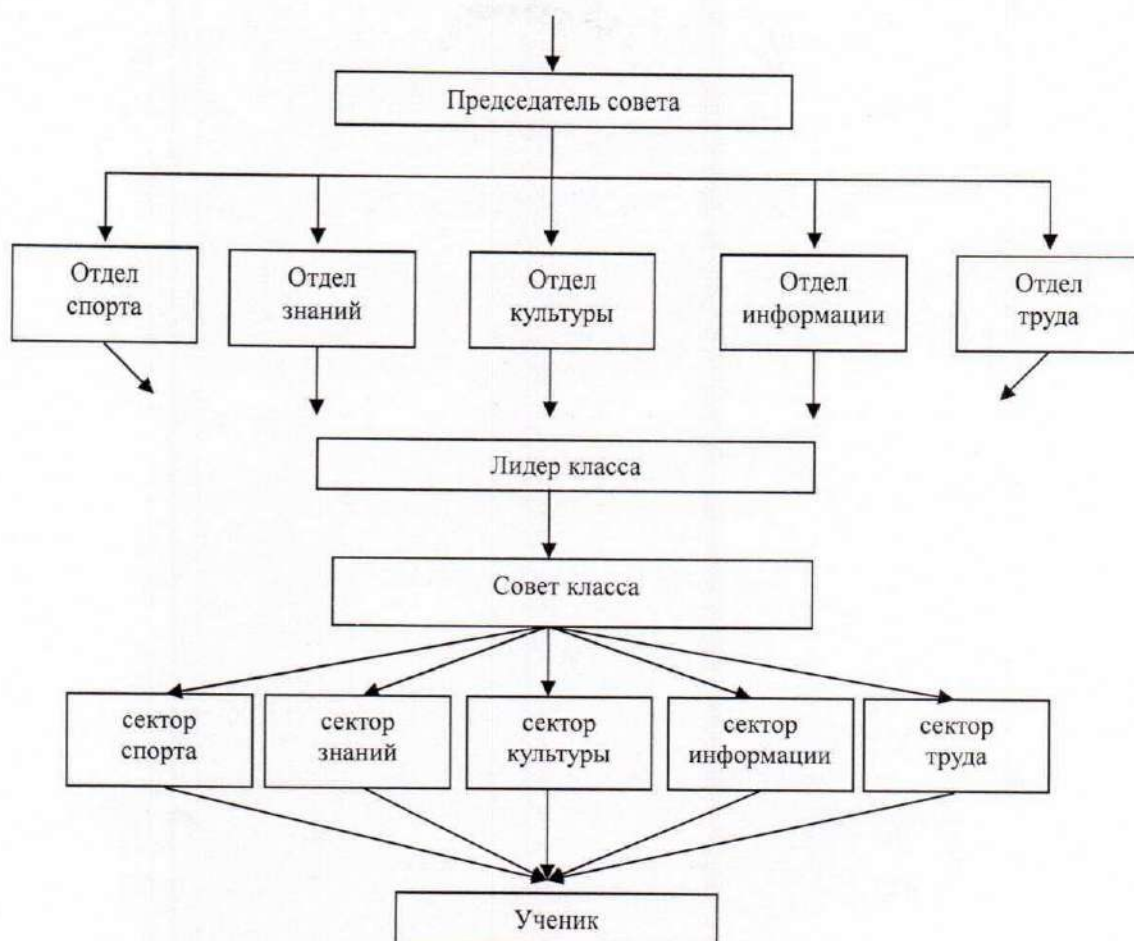 Председатель совета
Отдел
спорта
Отдел
знаний
Отдел
культуры
Отдел
информации
Отдел
труда
Лидер класса
Совет класса
сектор
спорта
сектор
знаний
сектор
культуры
сектор
информации
сектор
труда
Ученик